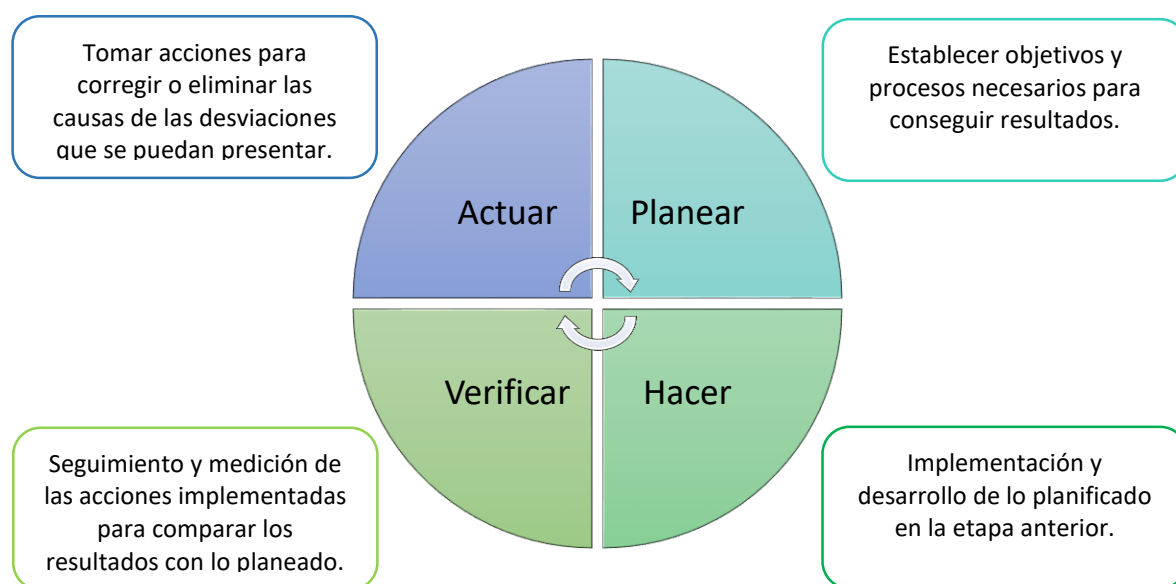 Tomar acciones para
corregir o eliminar las
causas de las desviaciones
que se puedan presentar.
Establecer objetivos y
procesos necesarios para
conseguir resultados.
Actuar
Planear
Verificar
Hacer
Seguimiento y medición de
las acciones implementadas
para comparar los
resultados con lo planeado.
Implementación y
desarrollo de lo planificado
en la etapa anterior.